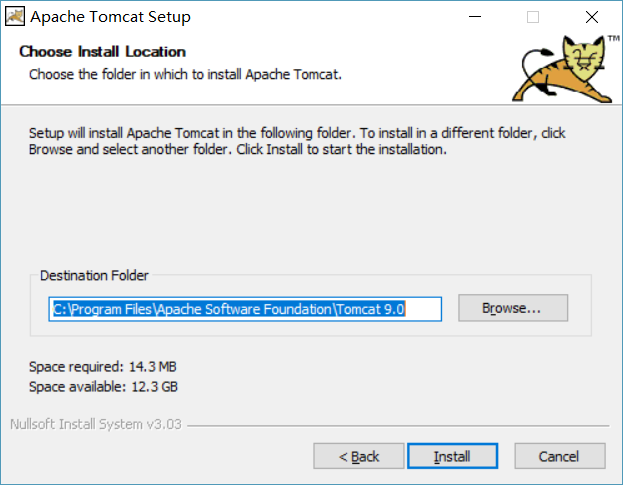 Apache Tomcat Setup
Choose Install Location
Choose the folder in which to install Apache Tomcat.
TM
Setup will install Apache Tomcat in the following folder. To install in a different folder, click
Browse and select another folder. Click Install to start the installation.
Destination Folder
C:\Program Files\Apache Software Foundation\Tomcat 9.0
Browse...
Space required: 14.3 MB
Space available: 12.3 GB
Nullsoft Install System v3.03
< Back
Install
Cancel